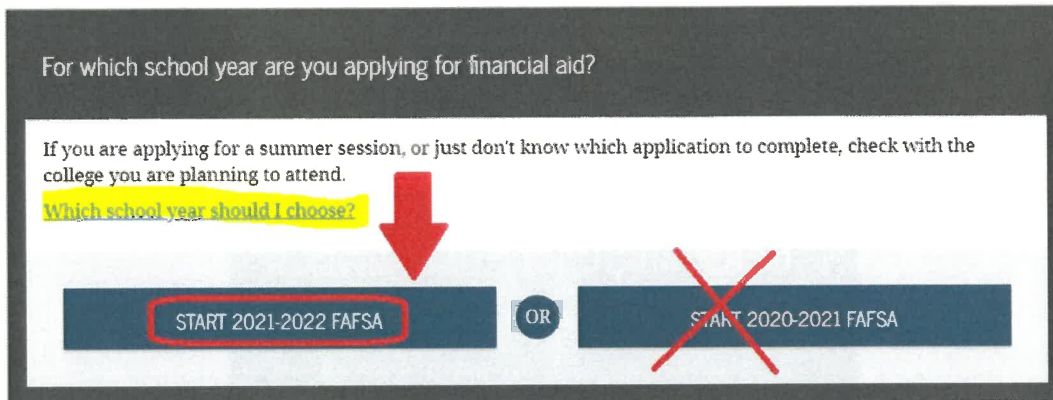 For which school year are you applying for financial aid?
If you are applying for a summer session, or just don't know which application to complete, check with the
college you are planning to attend.
Which school year should I choose?
START 2021-2022 FAFSA
OR
START 2020-2021 FAFSA